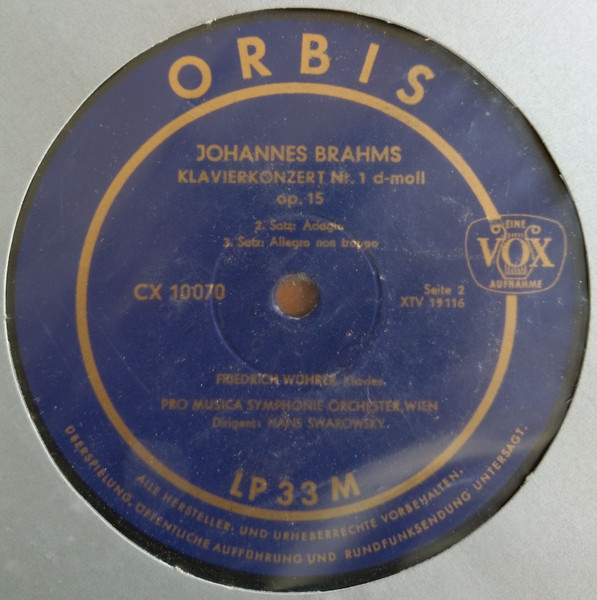 ORBIS
JOHANNES BRAHMS
KLAVIERKONZERT Nr. 1 d-moll
op. 15
2. Satz: Adagio
3. Satz: Allegro non troppo
EINE
VOX
AUFNAHME
CX 10070
Seite 2
XTV 19116
FRIEDRICH WÜHRER, Klavier
PRO MUSICA SYMPHONIE-ORCHESTER, WIEN
Dirigent: HANS SWAROWSKY
LP 33 M
ALLE HERSTELLER- UND URHEBERRECHTE VORBEHALTEN.
ÜBERSPIELUNG, ÖFFENTLICHE AUFFÜHRUNG UND RUNDFUNKSENDUNG UNTERSAGT.